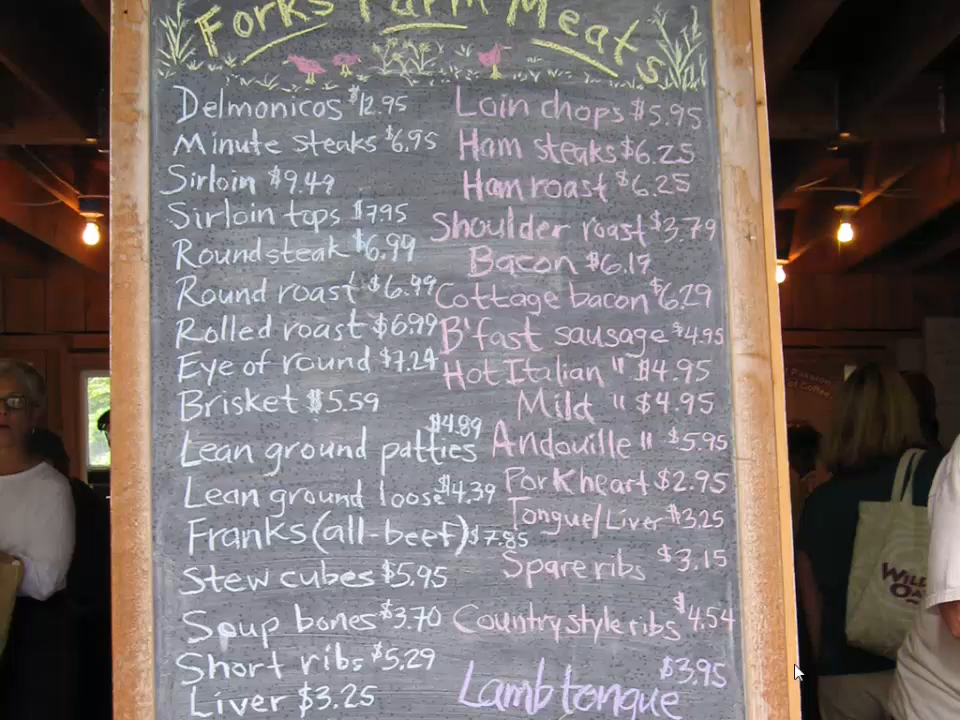 Forks Farm Meats
Delmonicos $12.95
Minute steaks $6.95
Sirloin $9.49
Sirloin tops $7.95
Round steak $6.99
Round roast $6.99
Rolled roast $6.99
Eye of round $7.24
Brisket $5.59
Lean ground patties $4.89
Lean ground loose $4.39
Franks (all-beef) $7.85
Stew cubes $5.95
Soup bones $3.70
Short ribs $5.29
Liver $3.25
Loin chops $5.95
Ham steaks $6.25
Ham roast $6.25
Shoulder roast $3.79
Bacon $6.19
Cottage bacon $6.29
B'fast sausage $4.95
Hot Italian " $4.95
Mild " $4.95
Andouille " $5.95
Pork heart $2.95
Tongue/Liver $3.25
Spare ribs $3.15
Country style ribs $4.54
Lamb tongue $3.95